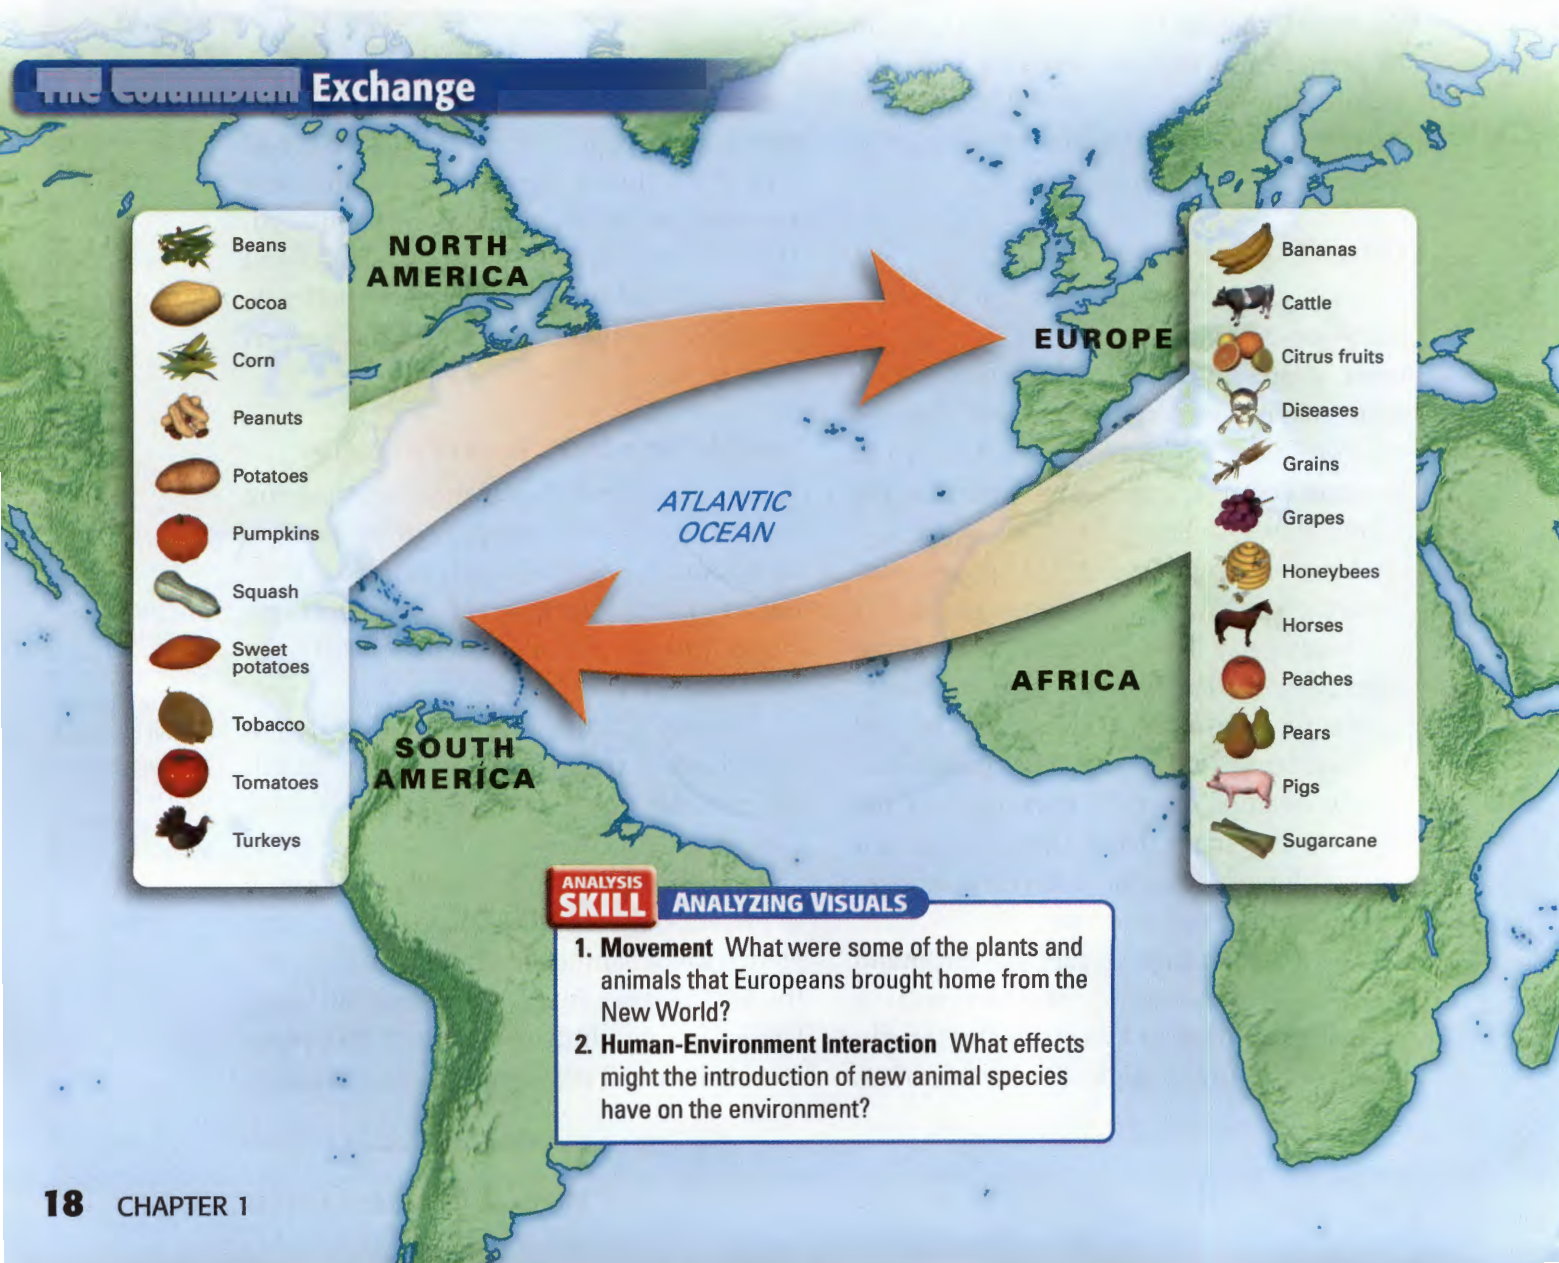 Exchange
Beans
Cocoa
Corn
Peanuts
Potatoes
Pumpkins
Squash
Sweet
potatoes
Tobacco
Tomatoes
Turkeys
NORTH
AMERICA
EUROPE
ATLANTIC
OCEAN
AFRICA
SOUTH
AMERICA
Bananas
Cattle
Citrus fruits
Diseases
Grains
Grapes
Honeybees
Horses
Peaches
Pears
Pigs
Sugarcane
ANALYSIS
SKILL
ANALYZING VISUALS
1. Movement What were some of the plants and
animals that Europeans brought home from the
New World?
2. Human-Environment Interaction What effects
might the introduction of new animal species
have on the environment?
18 CHAPTER 1